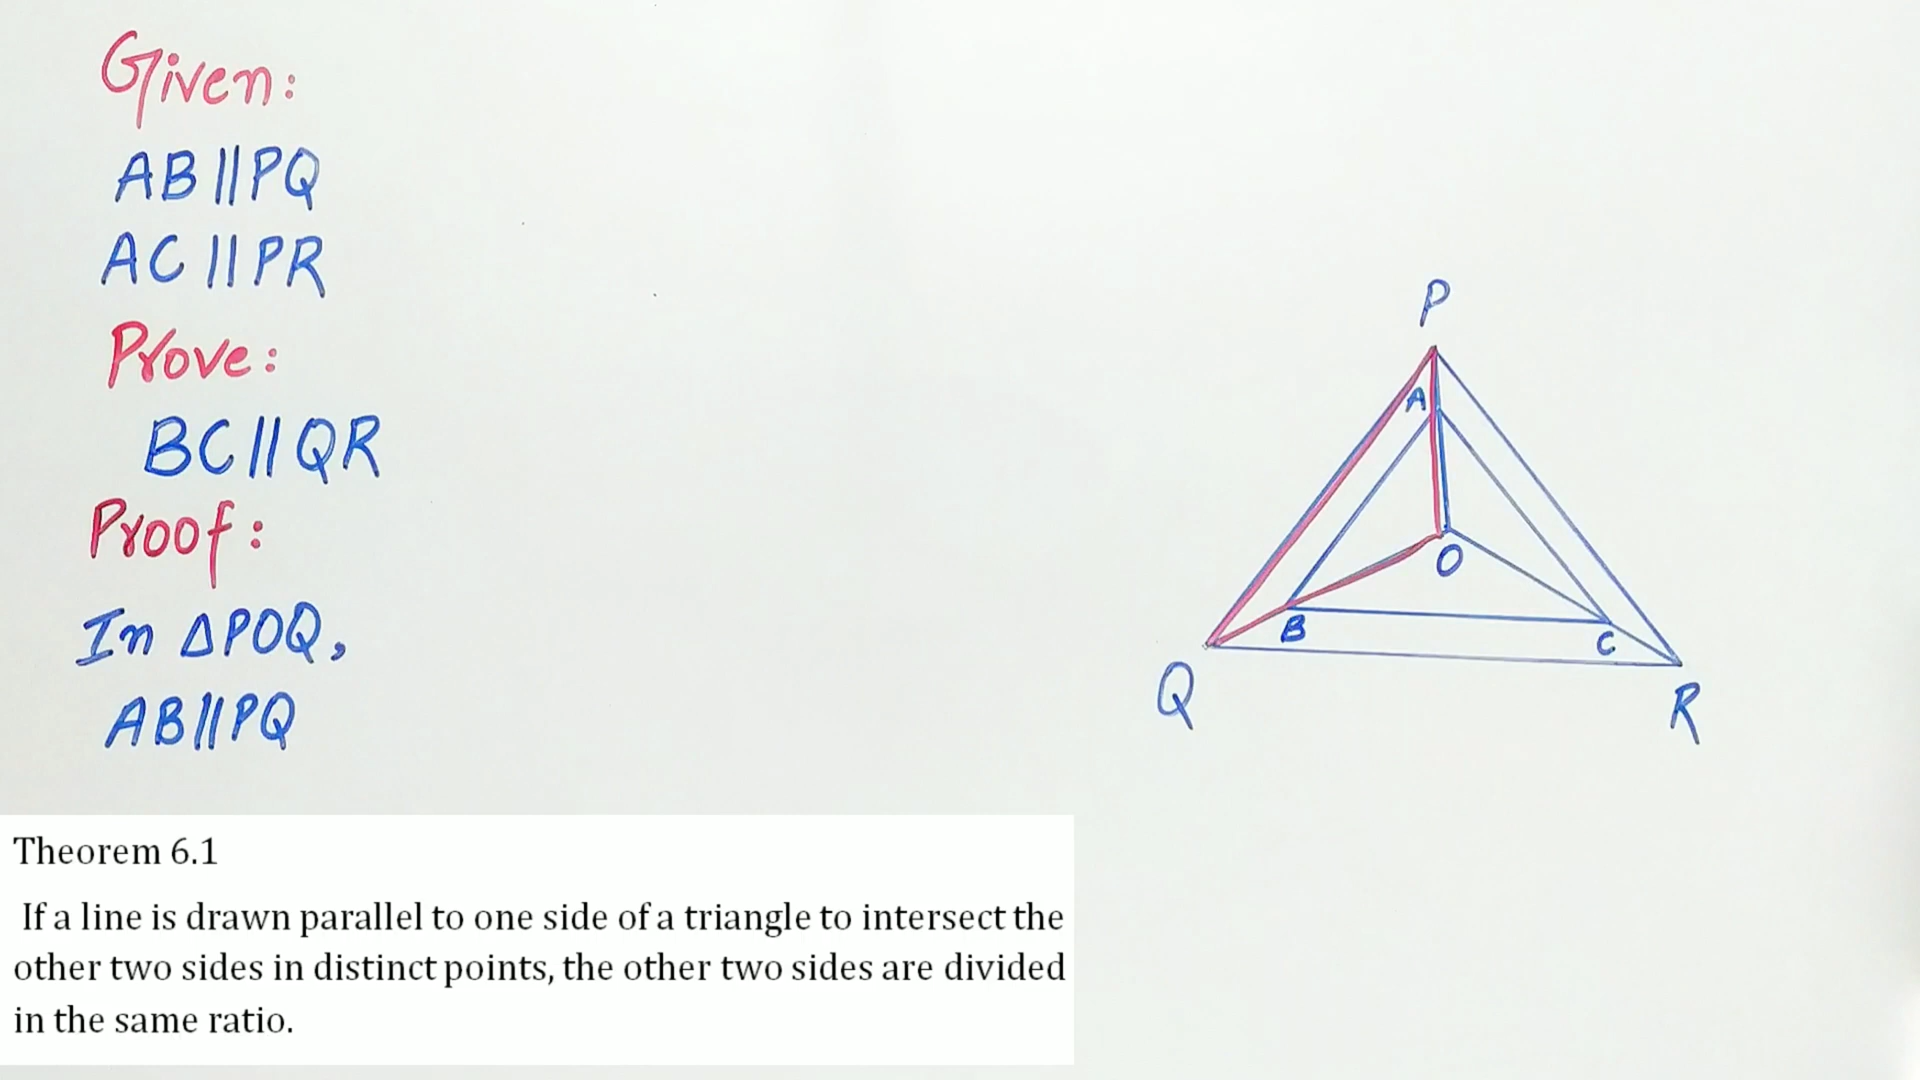 Given:
AB || PQ
AC || PR
Prove:
BC || QR
Proof:
In ΔPOQ,
AB || PQ
P
A
O
B
C
Q
R
Theorem 6.1
If a line is drawn parallel to one side of a triangle to intersect the
other two sides in distinct points, the other two sides are divided
in the same ratio.